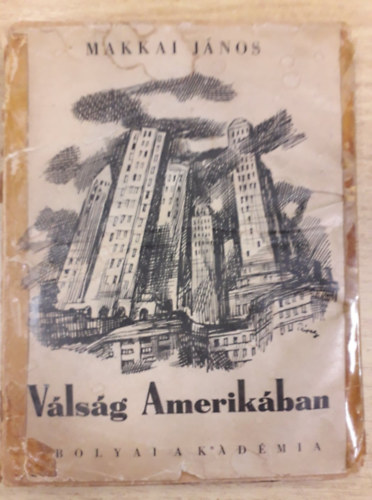 MAKKAI JÁNOS
Válság Amerikában
BOLYAI AKADÉMIA